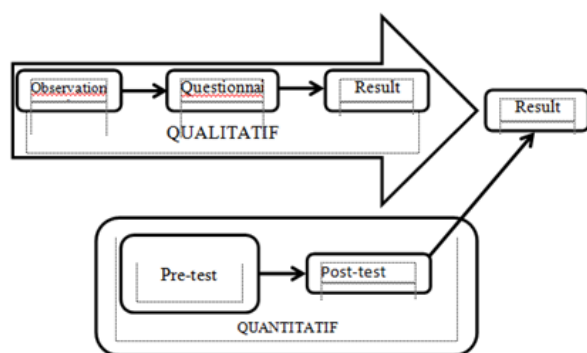 Observation
Questionnai
Result
QUALITATIF
Result
Pre-test
Post-test
QUANTITATIF